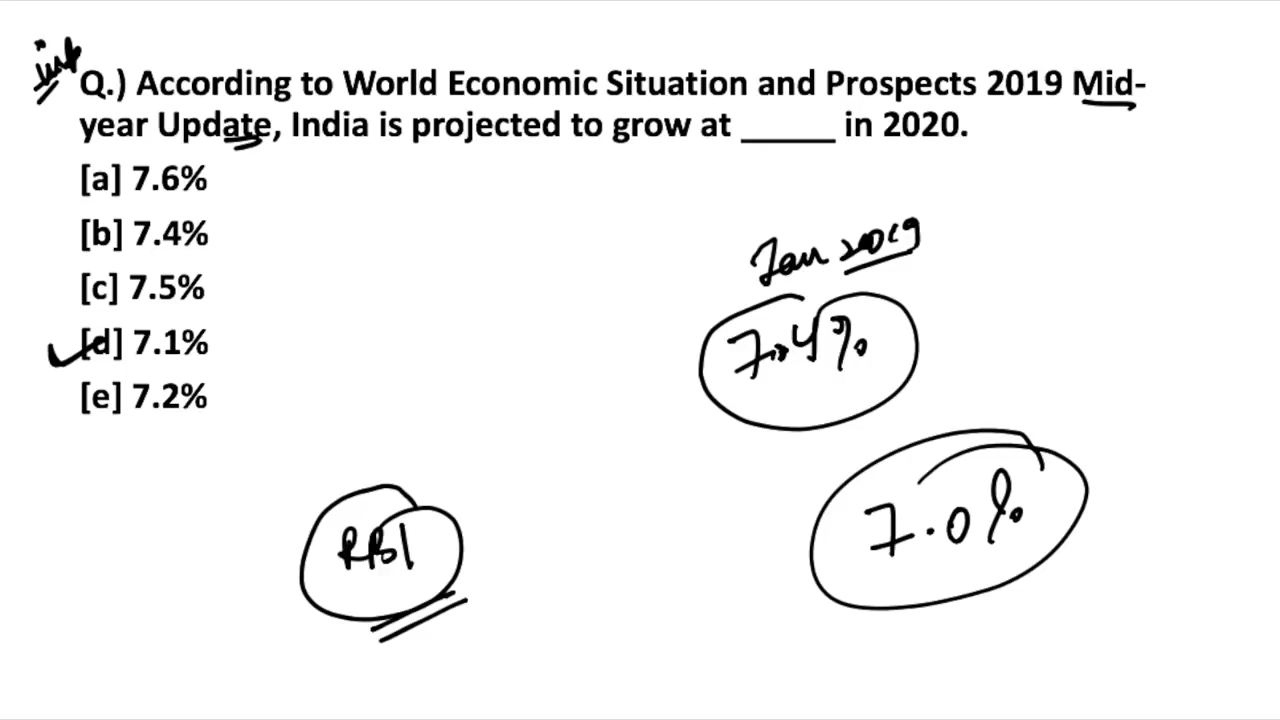 imp
Q.) According to World Economic Situation and Prospects 2019 Mid-
year Update, India is projected to grow at ______ in 2020.
[a] 7.6%
[b] 7.4%
[c] 7.5%
[d] 7.1%
[e] 7.2%
Jan 2019
7.4%
7.0%
RBI